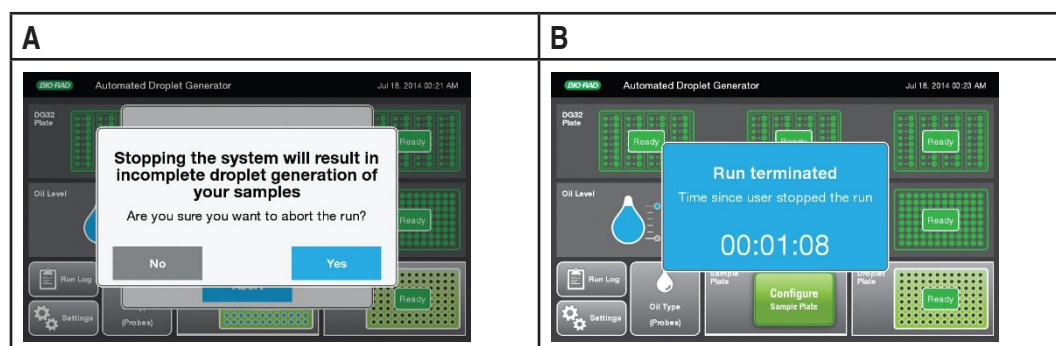 A
B
BIO-RAD
Automated Droplet Generator
Jul 18, 2014 03:21 AM
DG32
Plate
Ready
Stopping the system will result in
incomplete droplet generation of
your samples
Are you sure you want to abort the run?
Oil Level
Ready
No
Yes
Run Log
Settings
(Probes)
Ready
BIO-RAD
Automated Droplet Generator
Jul 18, 2014 03:23 AM
DG32
Plate
Ready
Ready
Ready
Run terminated
Time since user stopped the run
00:01:08
Oil Level
Ready
Run Log
Settings
Oil Type
(Probes)
Sample
Plate
Configure
Sample Plate
Droplet
Plate
Ready